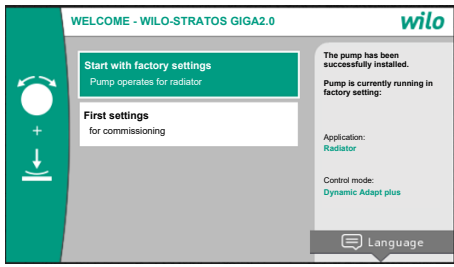 WELCOME - WILO-STRATOS GIGA2.0
wilo
Start with factory settings
Pump operates for radiator
First settings
for commissioning
The pump has been
successfully installed.
Pump is currently running in
factory setting:
Application:
Radiator
Control mode:
Dynamic Adapt plus
Language